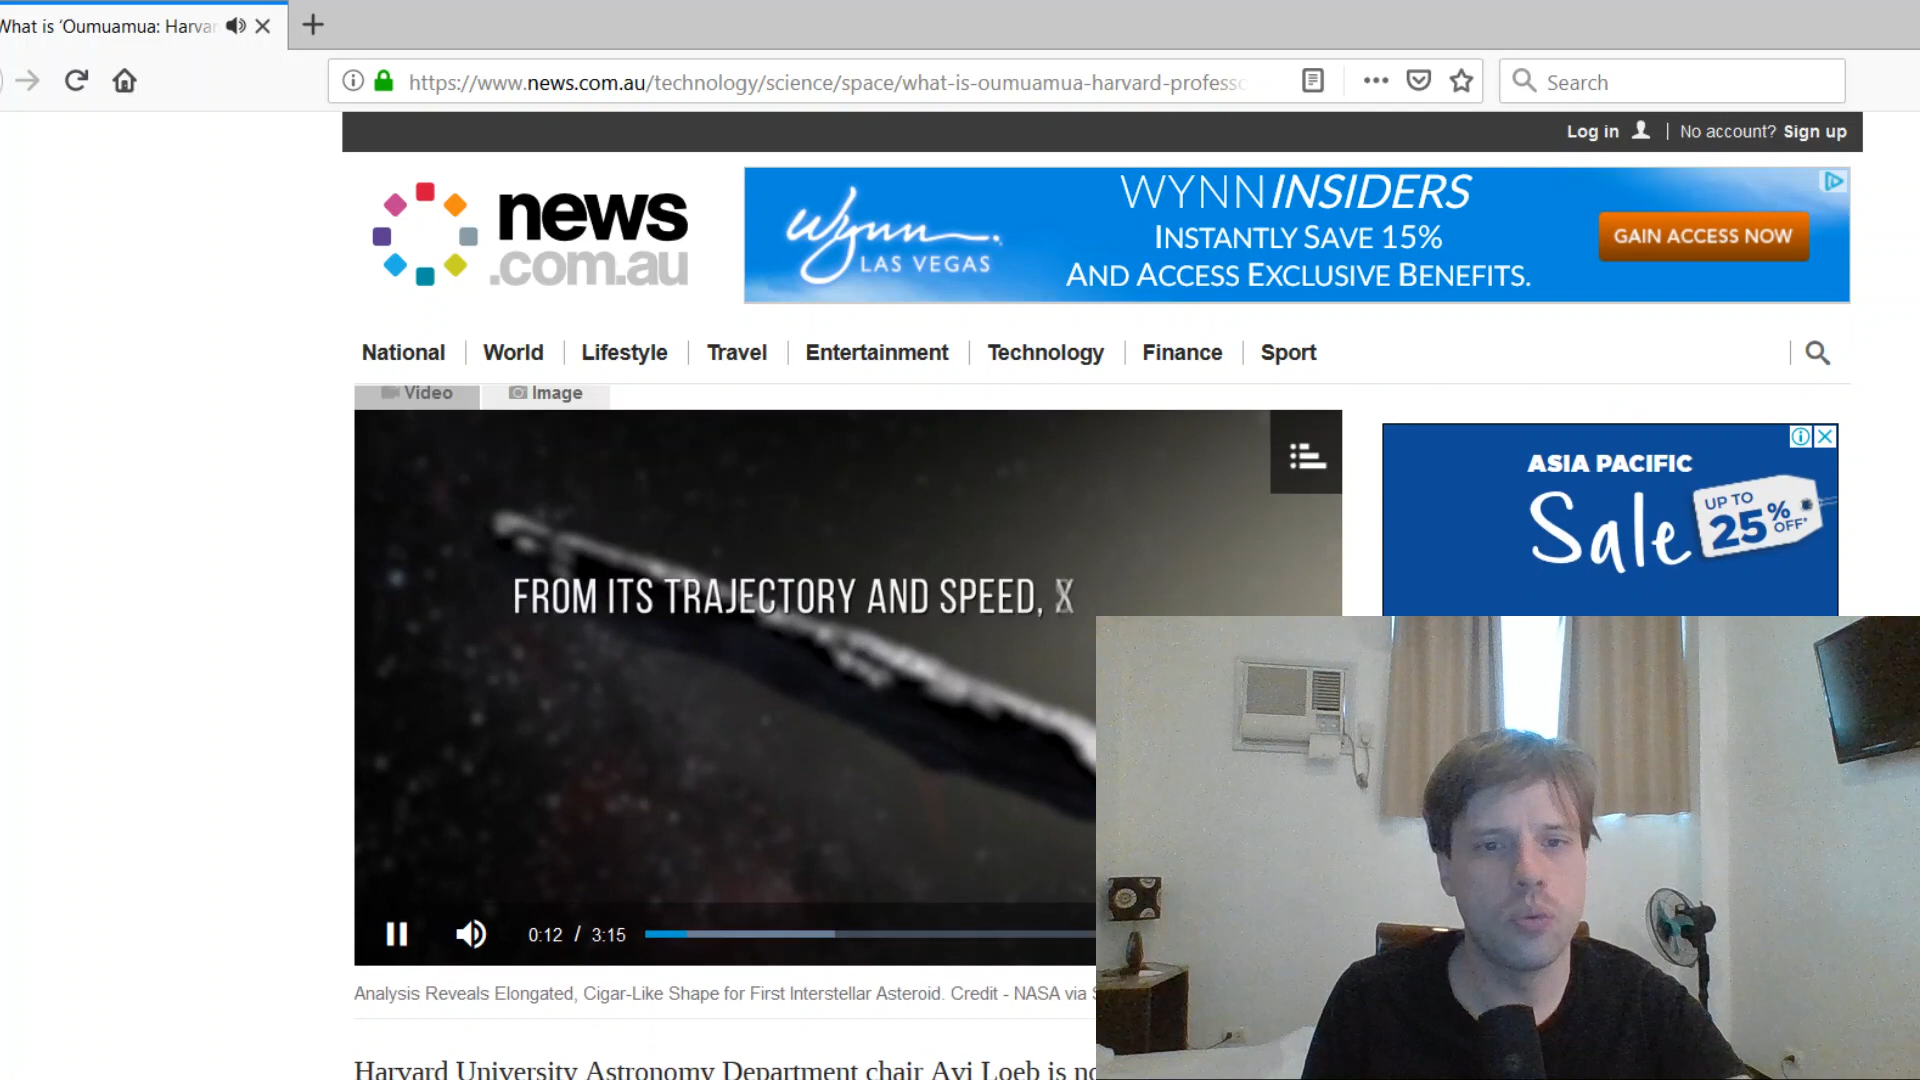 What is ‘Oumuamua: Harvar
https://www.news.com.au/technology/science/space/what-is-oumuamua-harvard-professo
Search
Log in | No account? Sign up
news
.com.au
Wynn
LAS VEGAS
WYNN INSIDERS
INSTANTLY SAVE 15%
AND ACCESS EXCLUSIVE BENEFITS.
GAIN ACCESS NOW
National | World | Lifestyle | Travel | Entertainment | Technology | Finance | Sport
Video Image
ASIA PACIFIC
Sale
UP TO
25%
OFF*
FROM ITS TRAJECTORY AND SPEED,
0:12 / 3:15
Analysis Reveals Elongated, Cigar-Like Shape for First Interstellar Asteroid. Credit - NASA via
Harvard University Astronomy Department chair Avi Loeb is no